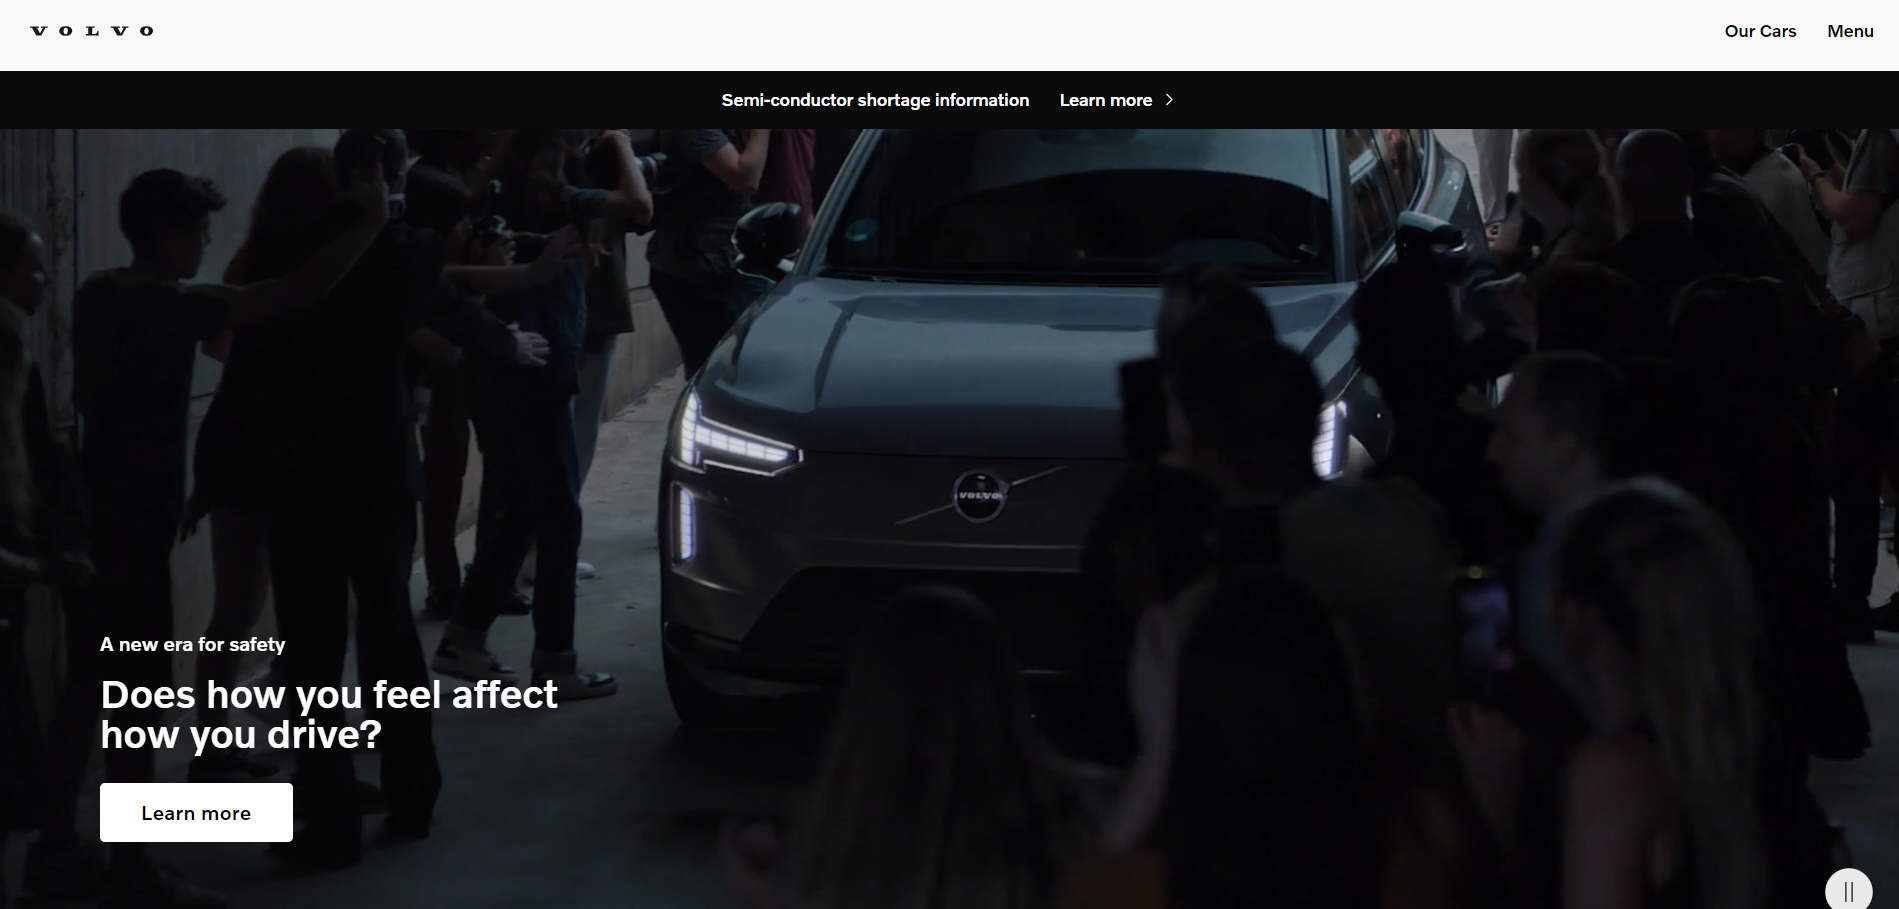 VOLVO
Our Cars
Menu
Semi-conductor shortage information
Learn more
VOLVO
A new era for safety
Does how you feel affect
how you drive?
Learn more